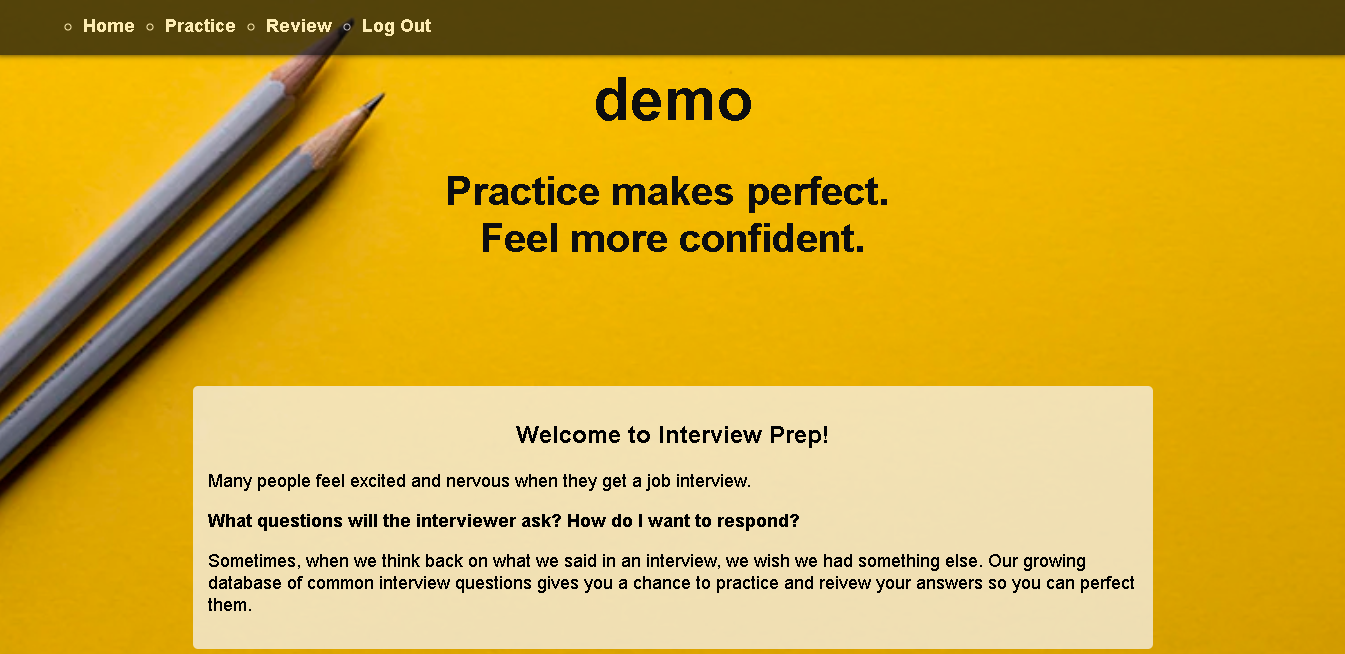 Home Practice Review Log Out
demo
Practice makes perfect.
Feel more confident.
Welcome to Interview Prep!
Many people feel excited and nervous when they get a job interview.
What questions will the interviewer ask? How do I want to respond?
Sometimes, when we think back on what we said in an interview, we wish we had something else. Our growing
database of common interview questions gives you a chance to practice and reivew your answers so you can perfect
them.